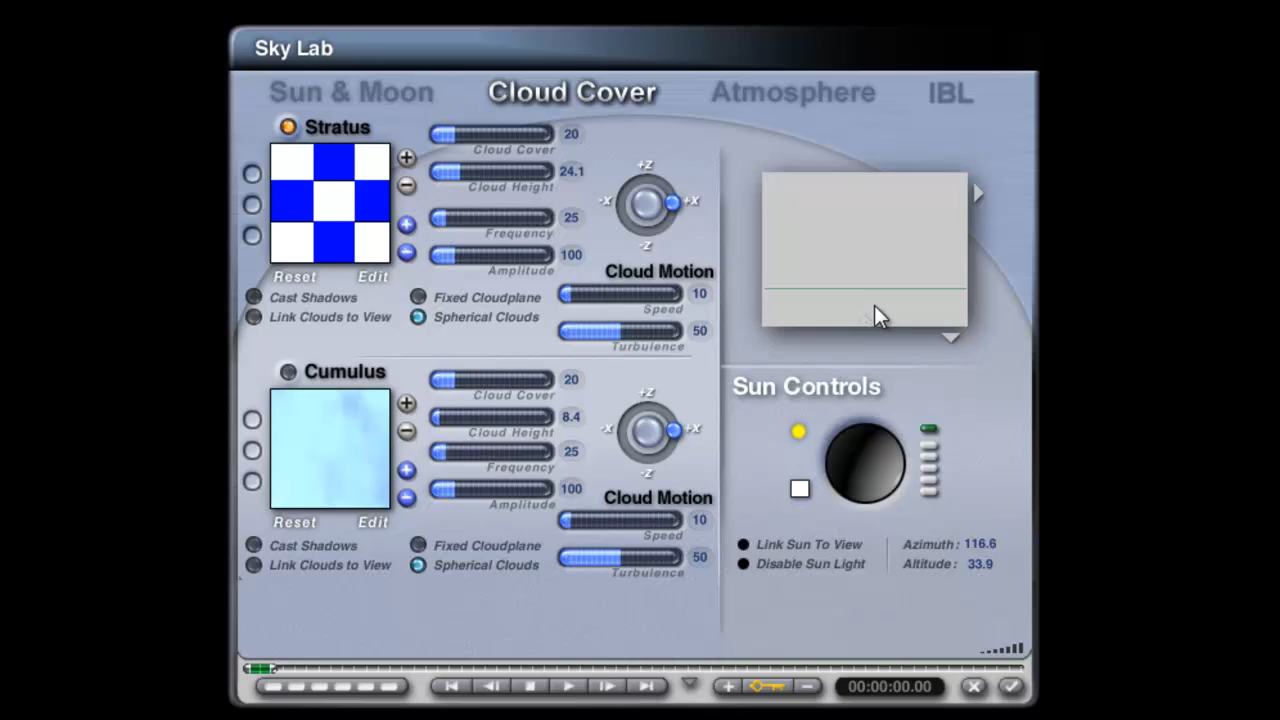 Sky Lab
Sun & Moon Cloud Cover Atmosphere IBL
Stratus
20
Cloud Cover
24.1
Cloud Height
25
Frequency
100
Amplitude
+Z
-X +X
-Z
Reset Edit
Cloud Motion
10
Speed
50
Turbulence
Cast Shadows Fixed Cloudplane
Link Clouds to View Spherical Clouds
Cumulus
20
Cloud Cover
8.4
Cloud Height
25
Frequency
100
Amplitude
+Z
-X +X
-Z
Reset Edit
Cloud Motion
10
Speed
50
Turbulence
Cast Shadows Fixed Cloudplane
Link Clouds to View Spherical Clouds
Sun Controls
Link Sun To View Azimuth: 116.6
Disable Sun Light Altitude: 33.9
00:00:00.00